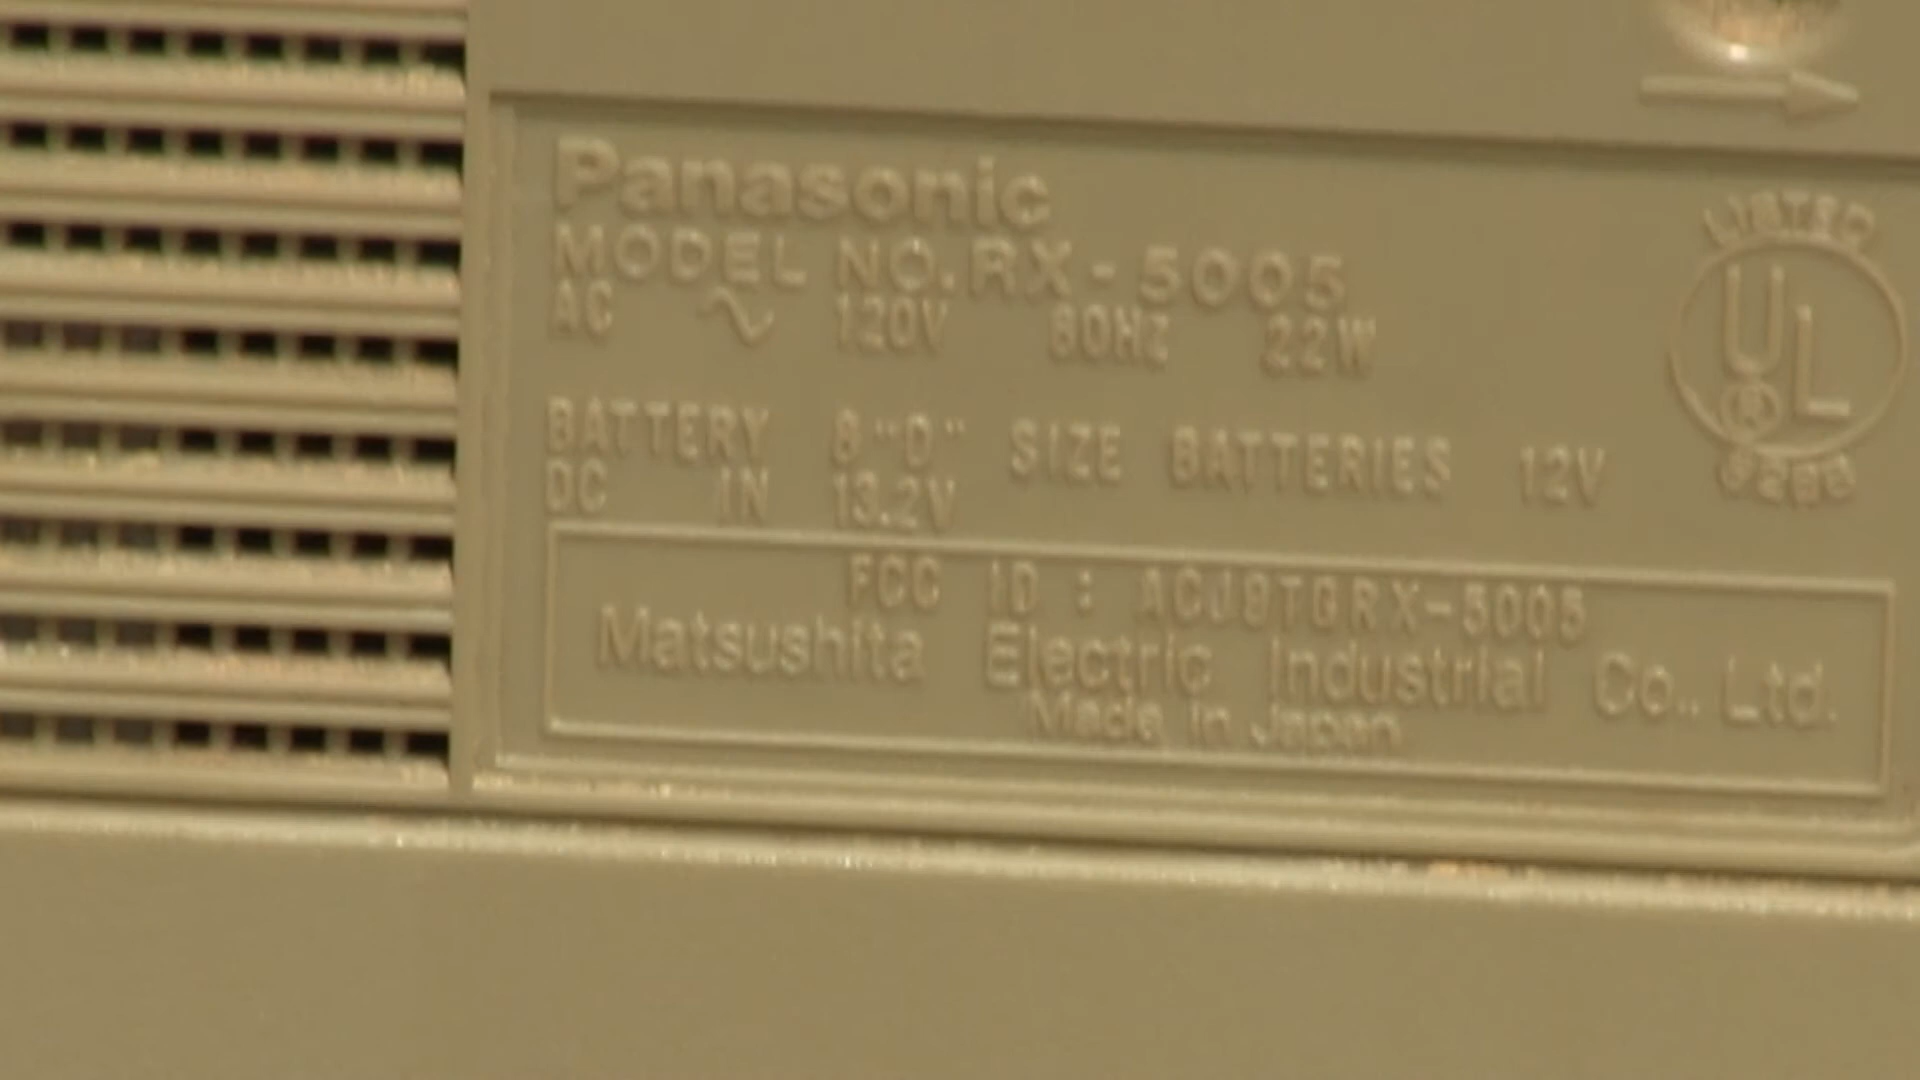 Panasonic
MODEL NO. RX-5005
AC 120V 60HZ 22W
BATTERY 8 "D" SIZE BATTERIES 12V
DC IN 13.2V
LISTED
UL
FCC ID : ACJ9TGRX-5005
Matsushita Electric Industrial Co., Ltd.
Made in Japan